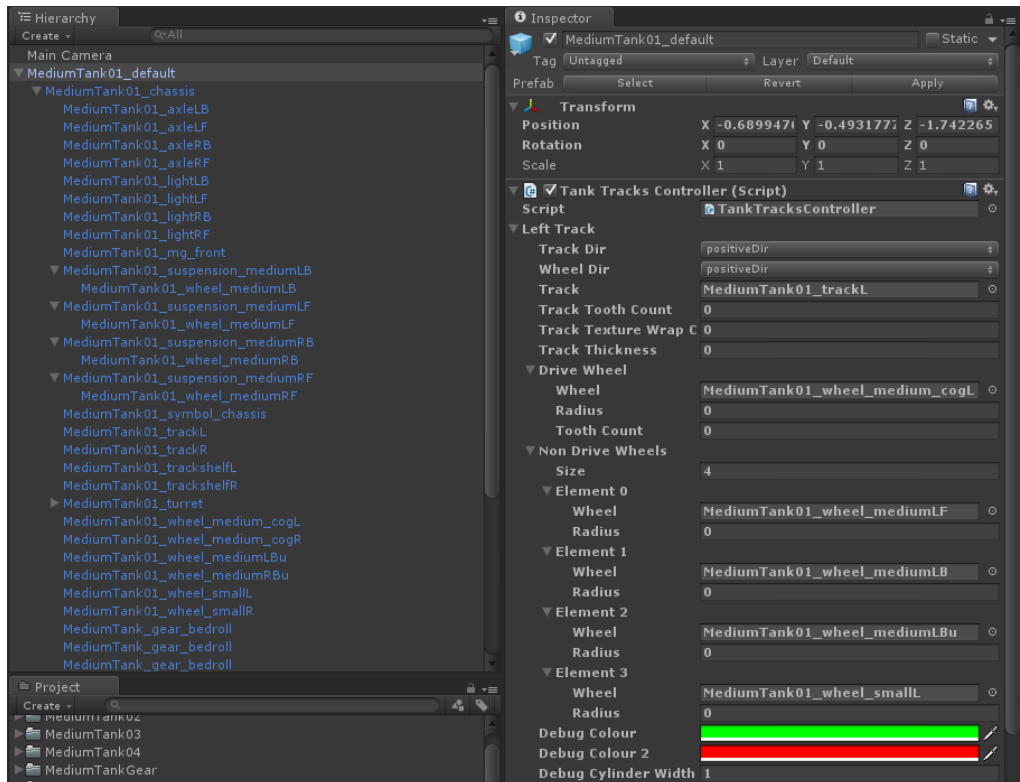 Hierarchy
Create
All
Main Camera
MediumTank01_default
MediumTank01_chassis
MediumTank01_axleLB
MediumTank01_axleLF
MediumTank01_axleRB
MediumTank01_axleRF
MediumTank01_lightLB
MediumTank01_lightLF
MediumTank01_lightRB
MediumTank01_lightRF
MediumTank01_mg_front
MediumTank01_suspension_mediumLB
MediumTank01_wheel_mediumLB
MediumTank01_suspension_mediumLF
MediumTank01_wheel_mediumLF
MediumTank01_suspension_mediumRB
MediumTank01_wheel_mediumRB
MediumTank01_suspension_mediumRF
MediumTank01_wheel_mediumRF
MediumTank01_symbol_chassis
MediumTank01_trackL
MediumTank01_trackR
MediumTank01_trackshelfL
MediumTank01_trackshelfR
MediumTank01_turret
MediumTank01_wheel_medium_cogL
MediumTank01_wheel_medium_cogR
MediumTank01_wheel_mediumLBu
MediumTank01_wheel_mediumRBu
MediumTank01_wheel_smallL
MediumTank01_wheel_smallR
MediumTank_gear_bedroll
MediumTank_gear_bedroll
MediumTank_gear_bedroll
Project
Create
MediumTank02
MediumTank03
MediumTank04
MediumTankGear
Inspector
MediumTank01_default Static
Tag Untagged Layer Default
Prefab Select Revert Apply
Transform
Position X -0.689947 Y -0.493177 Z -1.742265
Rotation X 0 Y 0 Z 0
Scale X 1 Y 1 Z 1
Tank Tracks Controller (Script)
Script TankTracksController
Left Track
Track Dir positiveDir
Wheel Dir positiveDir
Track MediumTank01_trackL
Track Tooth Count 0
Track Texture Wrap C 0
Track Thickness 0
Drive Wheel
Wheel MediumTank01_wheel_medium_cogL
Radius 0
Tooth Count 0
Non Drive Wheels
Size 4
Element 0
Wheel MediumTank01_wheel_mediumLF
Radius 0
Element 1
Wheel MediumTank01_wheel_mediumLB
Radius 0
Element 2
Wheel MediumTank01_wheel_mediumLBu
Radius 0
Element 3
Wheel MediumTank01_wheel_smallL
Radius 0
Debug Colour
Debug Colour 2
Debug Cylinder Width 1